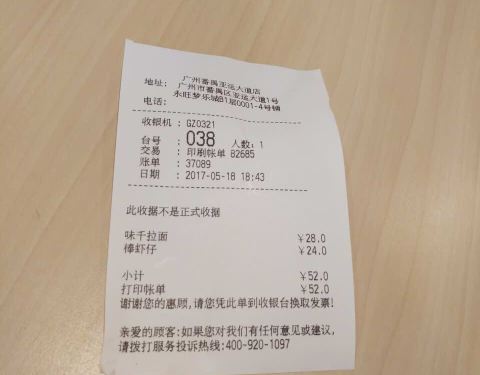 广州番禺亚运大道店
地址: 广州市番禺区亚运大道1号
永旺梦乐城B1层0001-4号铺
电话:
收银机 : GZ0321
台号 : 038 人数: 1
交易 : 印刷帐单 82685
账单 : 37089
日期 : 2017-05-18 18:43
此收据不是正式收据
味千拉面 ¥28.0
棒虾仔 ¥24.0
小计 ¥52.0
打印帐单 ¥52.0
谢谢您的惠顾,请您凭此单到收银台换取发票!
亲爱的顾客:如果您对我们有任何意见或建议,
请拨打服务投诉热线:400-920-1097